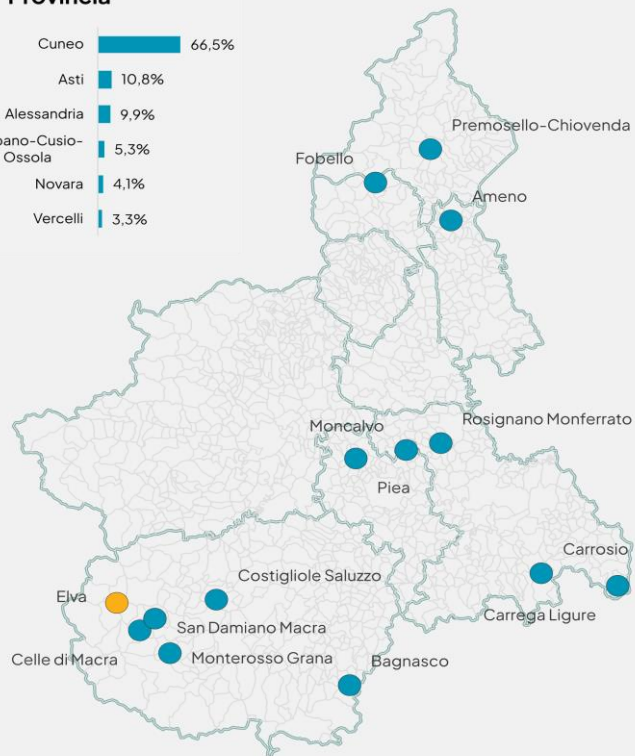 Provincia
Cuneo 66,5%
Asti 10,8%
Alessandria 9,9%
bano-Cusio-
Ossola 5,3%
Novara 4,1%
Vercelli 3,3%
Premosello-Chiovenda
Fobello
Ameno
Moncalvo
Rosignano Monferrato
Piea
Carrosio
Costigliole Saluzzo
Elva
Carrega Ligure
San Damiano Macra
Celle di Macra
Monterosso Grana
Bagnasco